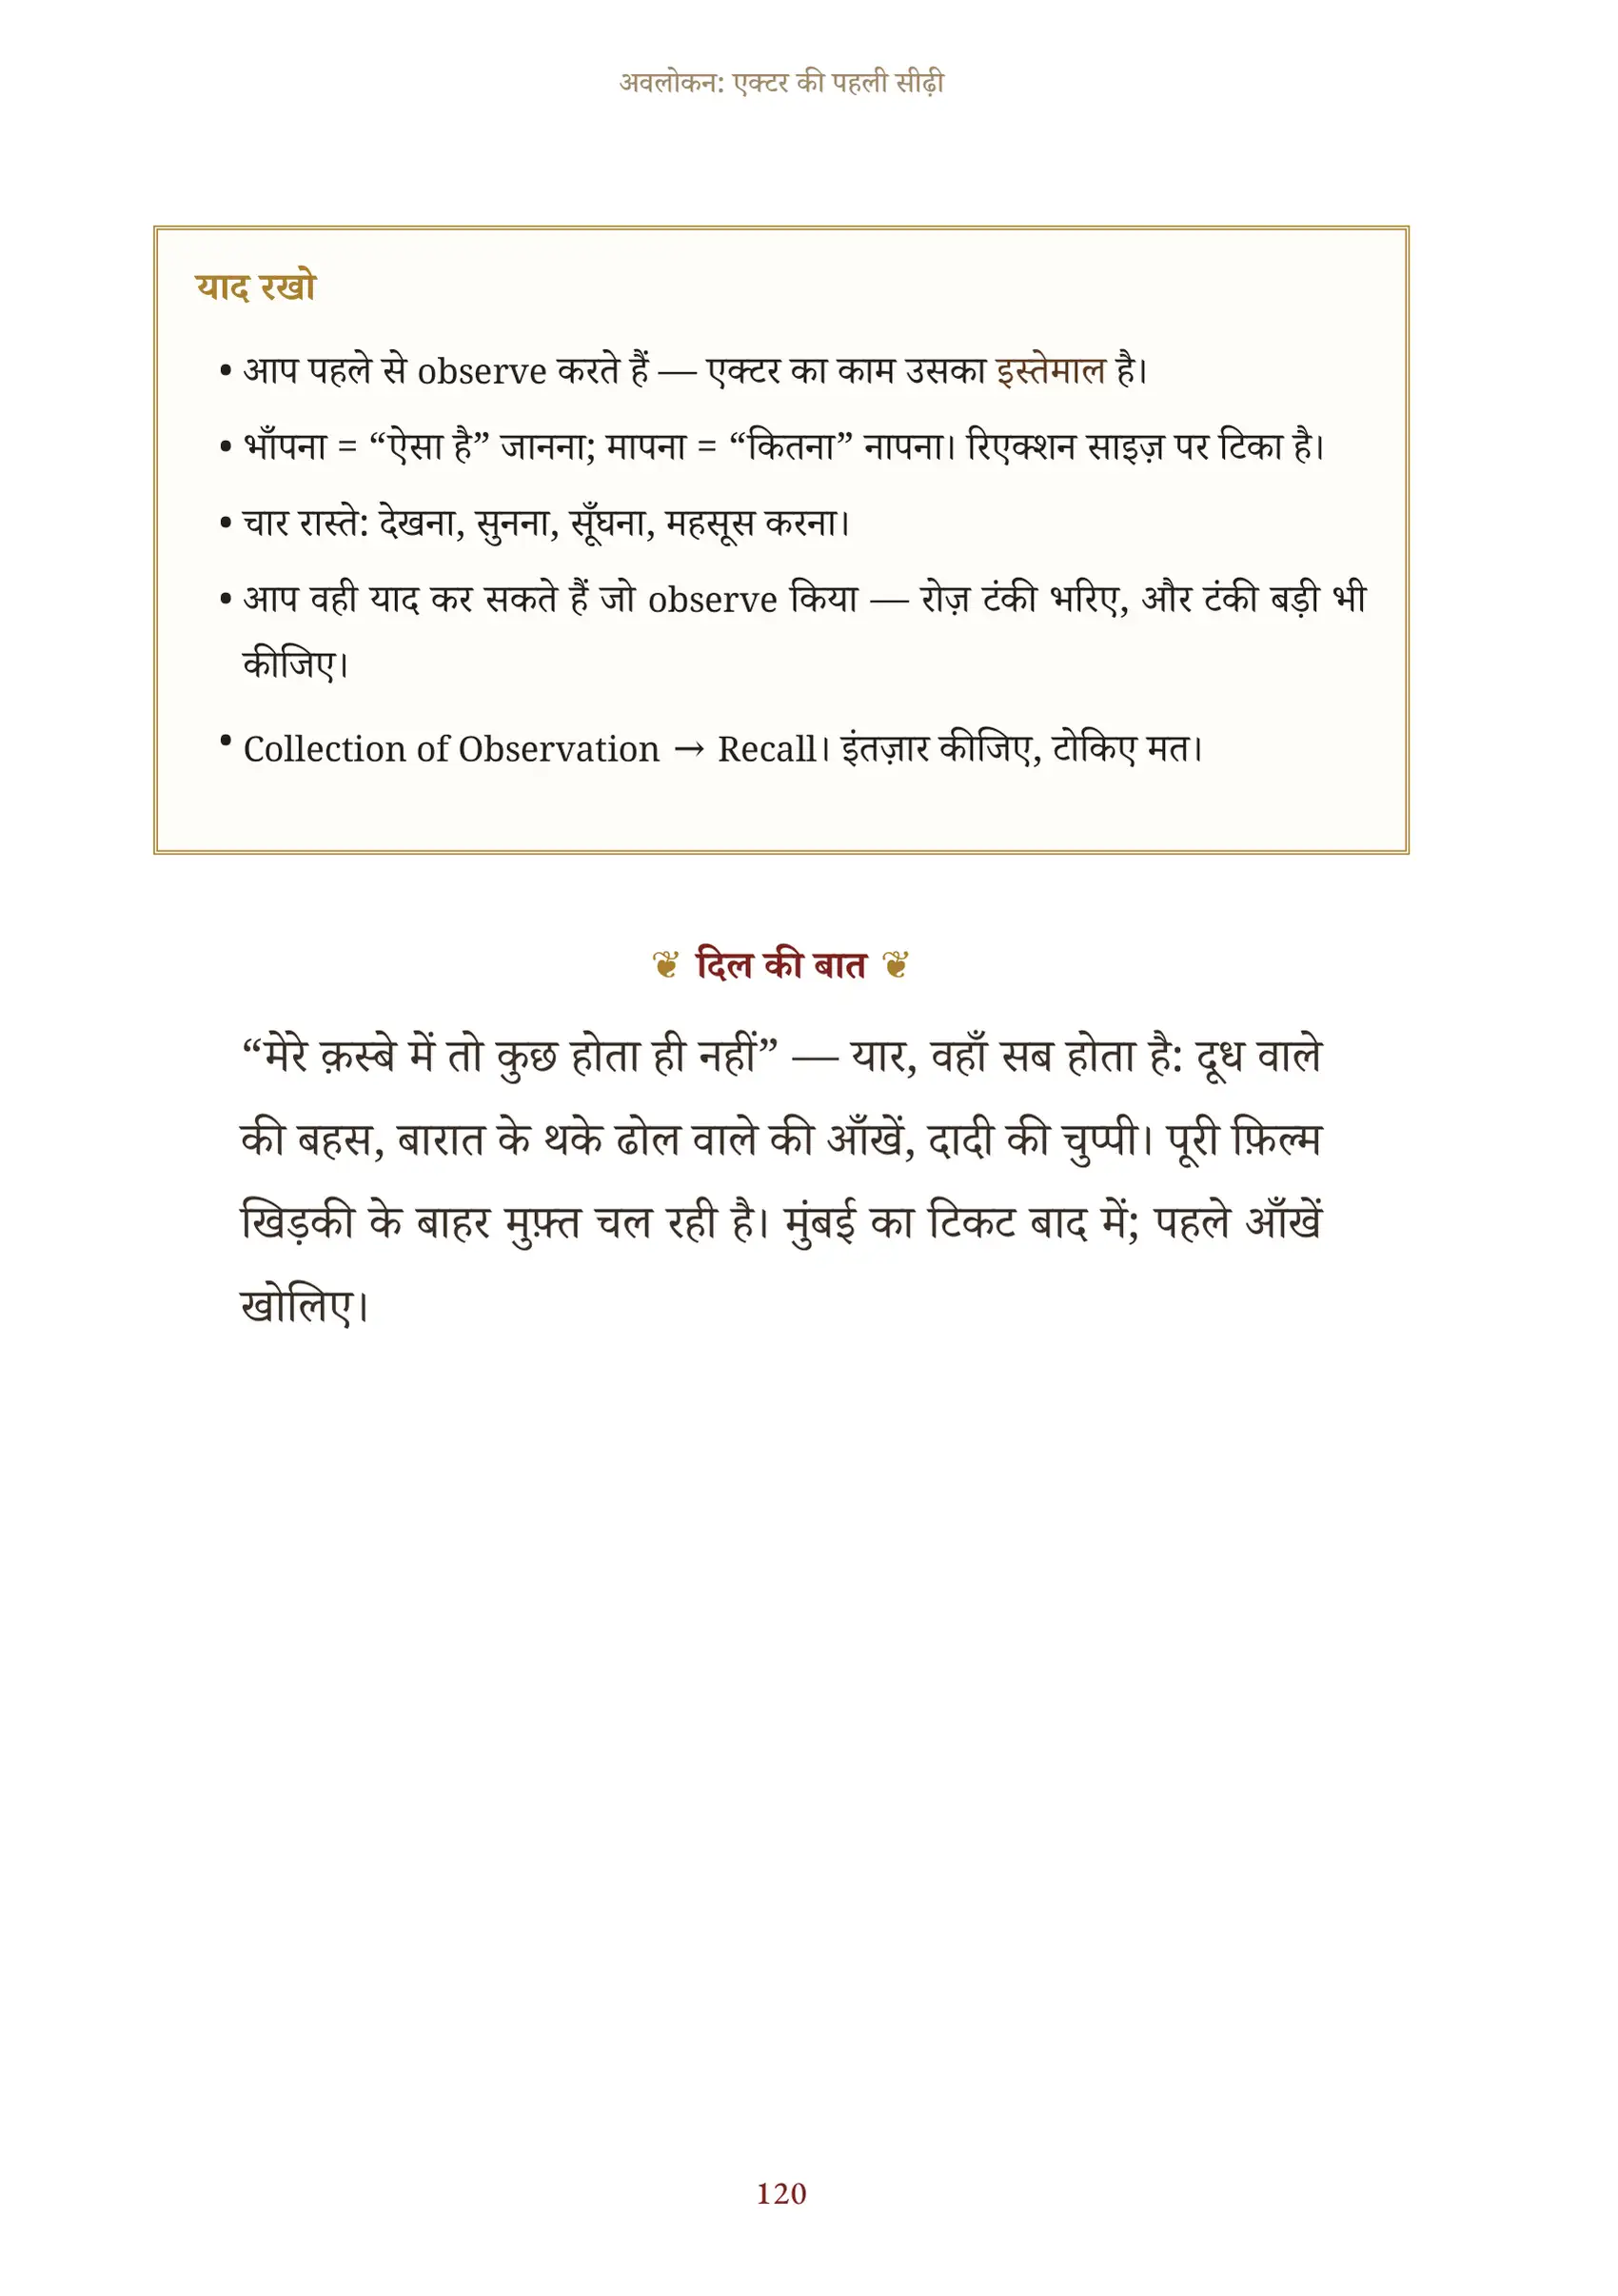 अवलोकन: एक्टर की पहली सीढ़ी
याद रखो
• आप पहले से observe करते हैं — एक्टर का काम उसका इस्तेमाल है।
• भाँपना = “ऐसा है” जानना; मापना = “कितना” नापना। रिएक्शन साइज़ पर टिका है।
• चार रास्ते: देखना, सुनना, सूँघना, महसूस करना।
• आप वही याद कर सकते हैं जो observe किया — रोज़ टंकी भरिए, और टंकी बड़ी भी
कीजिए।
• Collection of Observation → Recall। इंतज़ार कीजिए, टोकिए मत।
❦ दिल की बात ❦
“मेरे क़स्बे में तो कुछ होता ही नहीं” — यार, वहाँ सब होता है: दूध वाले
की बहस, बारात के थके ढोल वाले की आँखें, दादी की चुप्पी। पूरी फ़िल्म
खिड़की के बाहर मुफ़्त चल रही है। मुंबई का टिकट बाद में; पहले आँखें
खोलिए।
120